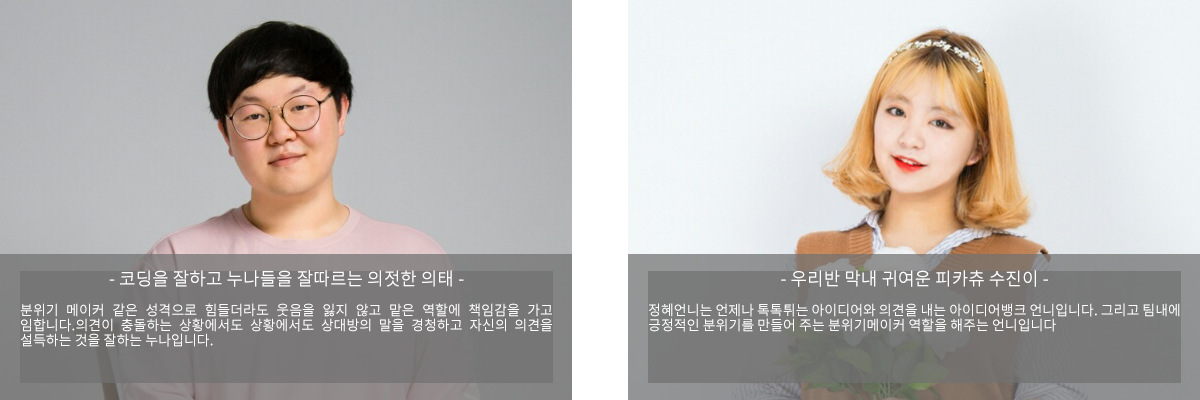 - 코딩을 잘하고 누나들을 잘따르는 의젓한 의태 -
분위기 메이커 같은 성격으로 힘들더라도 웃음을 잃지 않고 맡은 역할에 책임감을 가고
임합니다.의견이 충돌하는 상황에서도 상황에서도 상대방의 말을 경청하고 자신의 의견을
설득하는 것을 잘하는 누나입니다.
- 우리반 막내 귀여운 피카츄 수진이 -
정혜언니는 언제나 톡톡튀는 아이디어와 의견을 내는 아이디어뱅크 언니입니다. 그리고 팀내에
긍정적인 분위기를 만들어 주는 분위기메이커 역할을 해주는 언니입니다